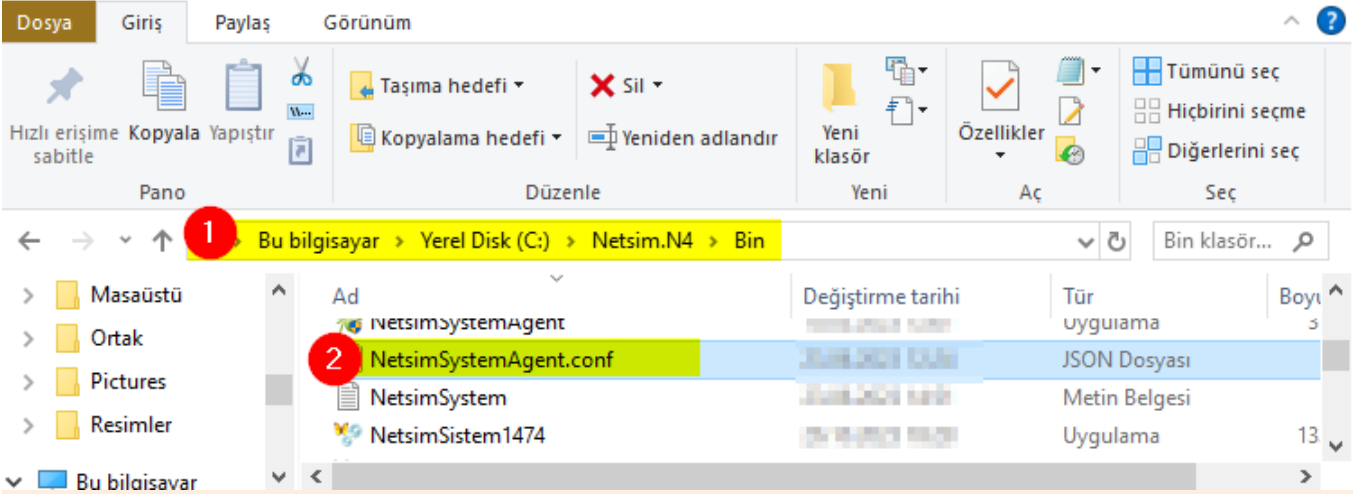 Dosya Giriş Paylaş Görünüm
Hızlı erişime sabitle
Kopyala
Yapıştır
Taşıma hedefi
Kopyalama hedefi
Sil
Yeniden adlandır
Yeni klasör
Özellikler
Tümünü seç
Hiçbirini seçme
Diğerlerini seç
Pano Düzenle Yeni Aç Seç
1 Bu bilgisayar > Yerel Disk (C:) > Netsim.N4 > Bin
Bin klasör...
Masaüstü
Ortak
Pictures
Resimler
Bu bilgisayar
Ad Değiştirme tarihi Tür Boyu
NetsimSystemAgent Uygulama 3
2 NetsimSystemAgent.conf JSON Dosyası
NetsimSystem Metin Belgesi
NetsimSistem1474 Uygulama 13.